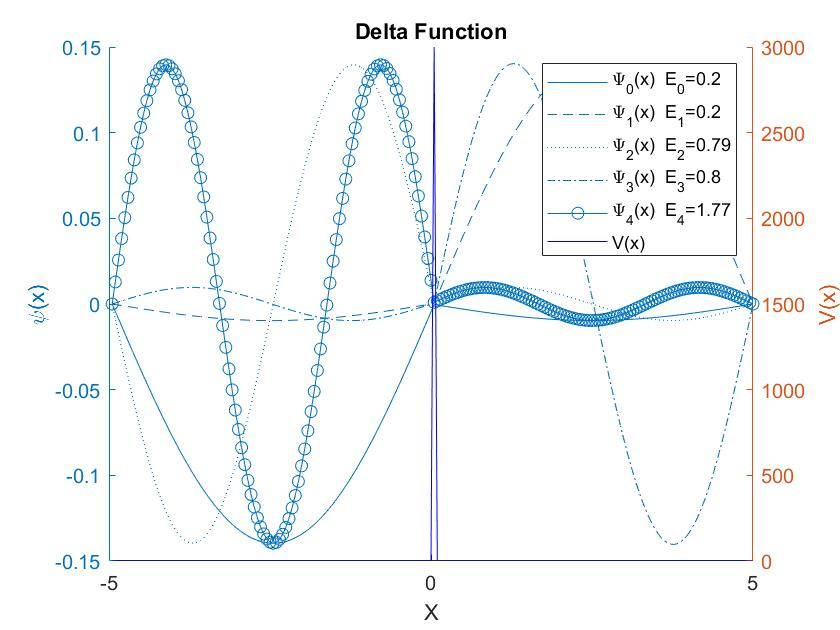 Delta Function
0.15
0.1
0.05
0
-0.05
-0.1
-0.15
ψ(x)
3000
2500
2000
1500
1000
500
0
V(x)
Ψ0(x) E0=0.2
Ψ1(x) E1=0.2
Ψ2(x) E2=0.79
Ψ3(x) E3=0.8
Ψ4(x) E4=1.77
V(x)
-5 0 5
X